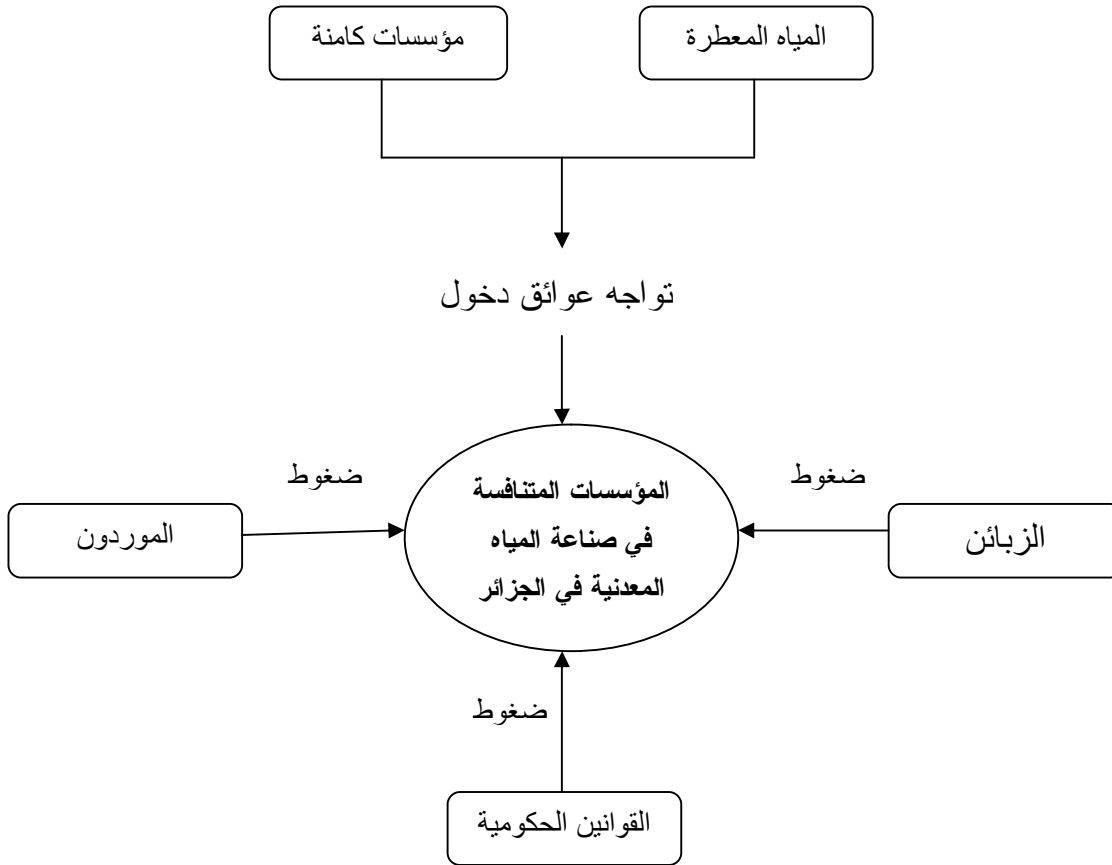 المياه المعطرة
مؤسسات كامنة
تواجه عوائق دخول
ضغوط
ضغوط
الزبائن
المؤسسات المتنافسة
في صناعة المياه
المعدنية في الجزائر
الموردون
ضغوط
القوانين الحكومية